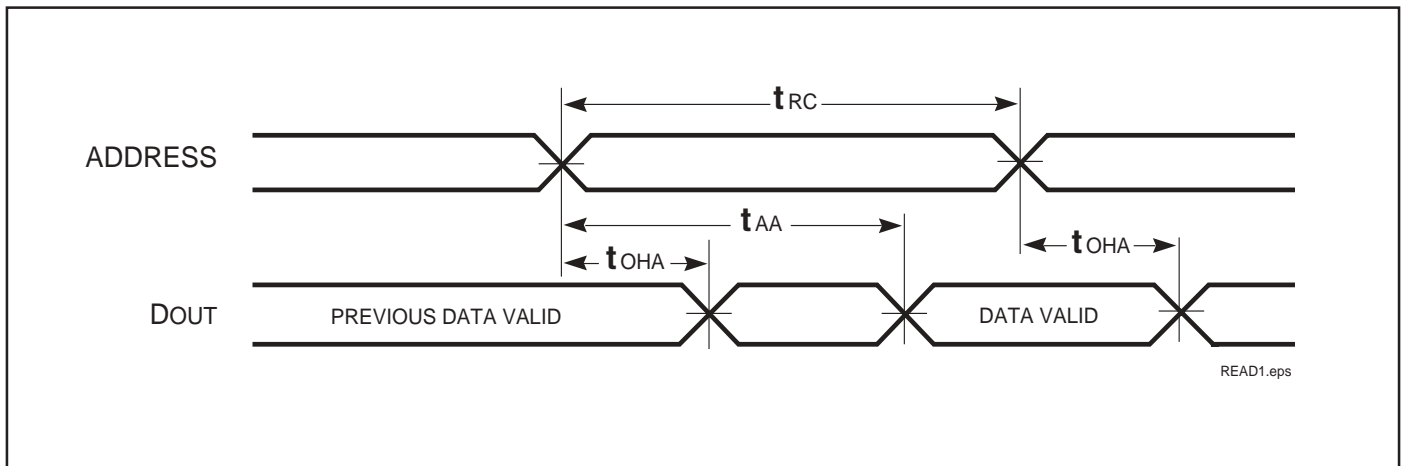 tRC
ADDRESS
tAA
tOHA
tOHA
DOUT
PREVIOUS DATA VALID
DATA VALID
READ1.eps